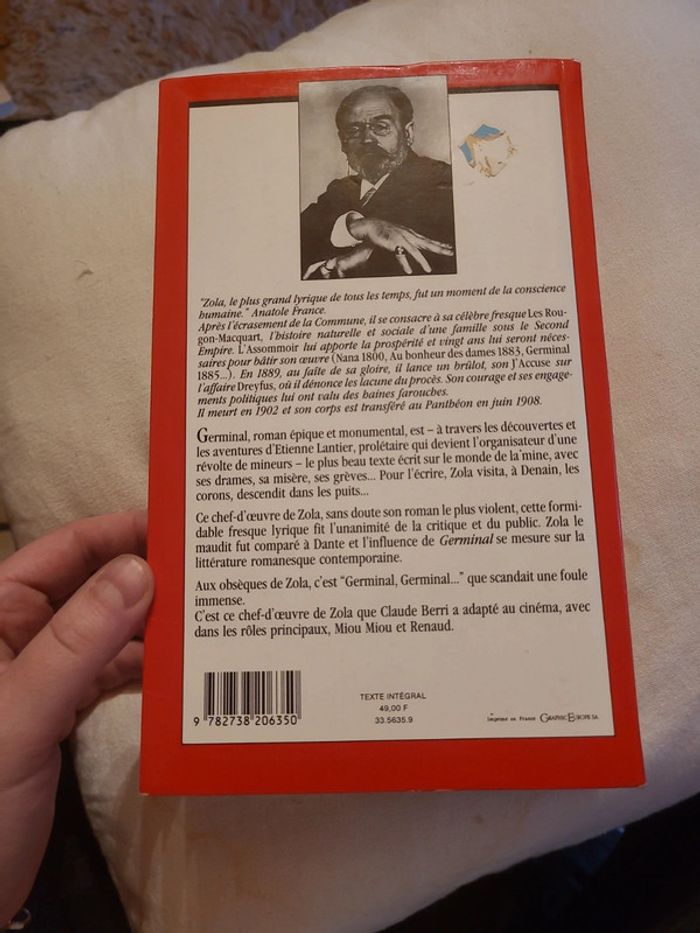 "Zola, le plus grand lyrique de tous les temps, fut un moment de la conscience
humaine." Anatole France.
Après l'écrasement de la Commune, il se consacre à sa célèbre fresque Les Rou-
gon-Macquart, l'histoire naturelle et sociale d'une famille sous le Second
Empire. L'Assommoir lui apporte la prospérité et vingt ans lui seront néces-
saires pour bâtir son œuvre (Nana 1800, Au bonheur des dames 1883, Germinal
1885...). En 1889, au faîte de sa gloire, il lance un brûlot, son J'Accuse sur
l'affaire Dreyfus, où il dénonce les lacune du procès. Son courage et ses engage-
ments politiques lui ont valu des haines farouches.
Il meurt en 1902 et son corps est transféré au Panthéon en juin 1908.
Germinal, roman épique et monumental, est – à travers les découvertes et
les aventures d'Etienne Lantier, prolétaire qui devient l'organisateur d'une
révolte de mineurs – le plus beau texte écrit sur le monde de la mine, avec
ses drames, sa misère, ses grèves... Pour l'écrire, Zola visita, à Denain, les
corons, descendit dans les puits...
Ce chef-d'œuvre de Zola, sans doute son roman le plus violent, cette formi-
dable fresque lyrique fit l'unanimité de la critique et du public. Zola le
maudit fut comparé à Dante et l'influence de Germinal se mesure sur la
littérature romanesque contemporaine.
Aux obsèques de Zola, c'est "Germinal, Germinal..." que scandait une foule
immense.
C'est ce chef-d'œuvre de Zola que Claude Berri a adapté au cinéma, avec
dans les rôles principaux, Miou Miou et Renaud.
9 782738 206350
TEXTE INTÉGRAL
49,00 F
33.5635.9
Imprimé en France GRAPHIC EUROPE SA